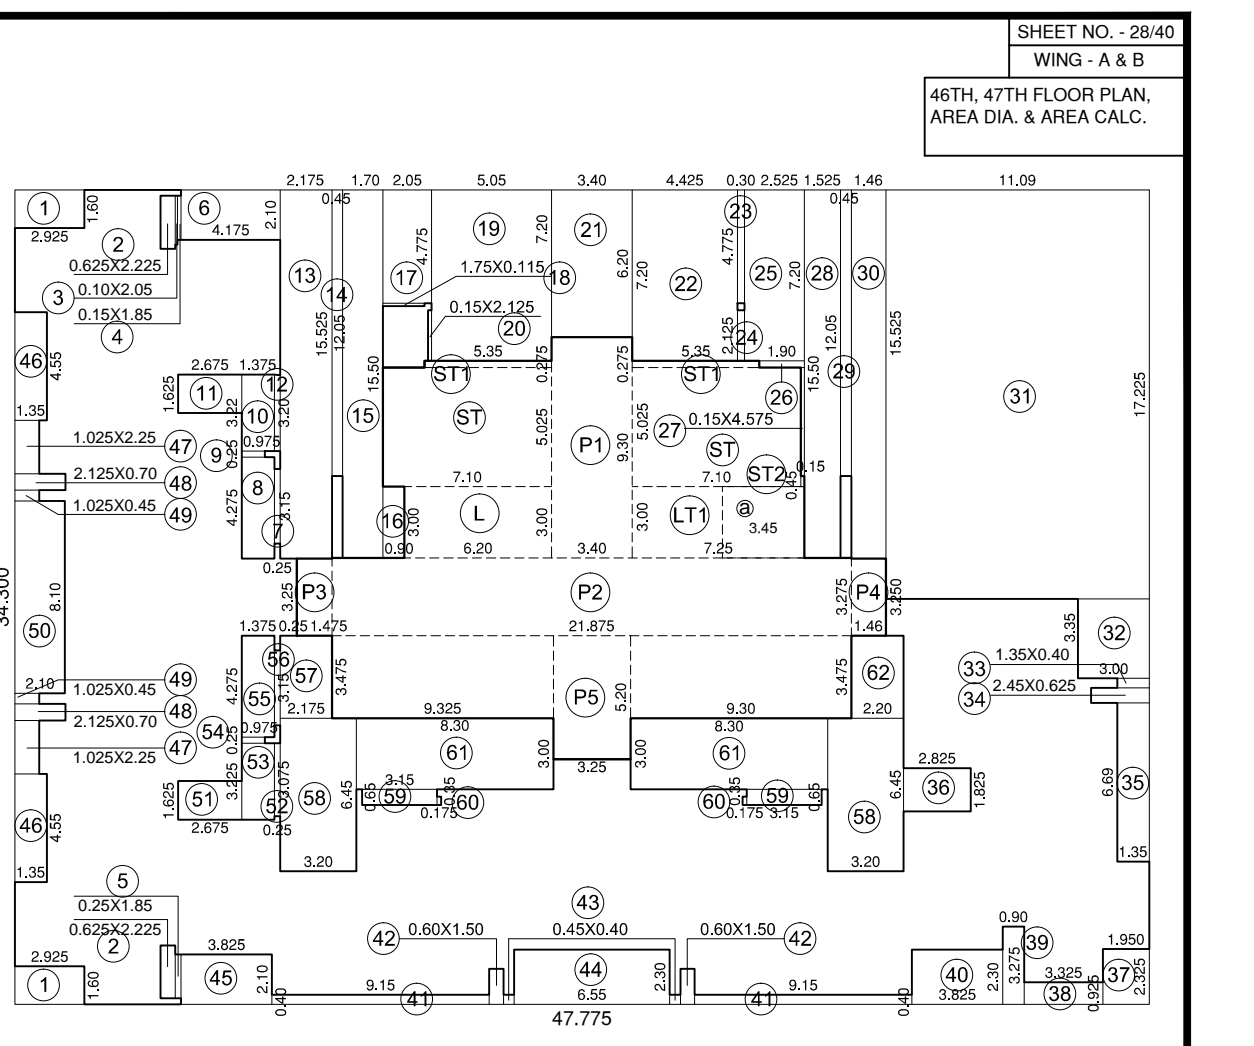 SHEET NO. - 28/40
WING - A & B
46TH, 47TH FLOOR PLAN,
AREA DIA. & AREA CALC.
2.175 1.70 2.05 5.05 3.40 4.425 0.30 2.525 1.525 1.46 11.09
0.45 0.45
1 1.60 6 2.10 23
2.925 4.175
2 19 7.20 21 4.775
4.775 6.20 7.20
0.625X2.225 13 17 1.75X0.115 18 22 25 7.20 28 30
0.10X2.05
3 14
0.15X1.85 0.15X2.125
4 20 24
15.525 12.05 2.125 12.05 15.525
46 4.55 5.35 0.275 0.275 5.35 1.90
2.675 1.375 12 15.50 ST1 ST1 15.50 29
1.625 11 26 31 17.225
1.35 10 3.22 3.20 15 ST 5.025 5.025 27 0.15X4.575
1.025X2.25 47 9 0.975 P1 9.30 ST
0.25
2.125X0.70 48 8 7.10 7.10 ST2 0.15
0.45
1.025X0.45 49 4.275 3.15 16 3.00 L 3.00 3.00 LT1 a
7 3.45
0.90 6.20 3.40 7.25
0.25
34.300 8.10 3.25 P3 P2 3.275 P4 3.250
50 1.375 0.25 1.475 21.875 1.46 3.35 32
56 1.35X0.40
2.10 49 57 3.475 3.475 62 33 3.00
1.025X0.45 4.275 55 3.15 2.45X0.625
48 P5 5.20 34
2.125X0.70 2.175 9.325 9.30 2.20
54 0.975 8.30 8.30
1.025X2.25 47 0.25 53 61 3.00 3.00 61
2.825
51 3.225 3.075 3.15 0.35 0.35 36 1.825 6.69 35
1.625 52 58 6.45 0.65 59 60 60 59 0.65 6.45
46 4.55 2.675 0.25 0.175 0.175 3.15 58
1.35 3.20 3.20 1.35
5
0.25X1.85 43
0.625X2.225 42 0.60X1.50 0.45X0.40 0.60X1.50 42 0.90
2 39 1.950
2.925 3.825
1 1.60 45 2.10 9.15 44 2.30 9.15 40 2.30 3.275 3.325 37 2.325
0.40 41 6.55 41 0.40 3.825 38 0.925
47.775